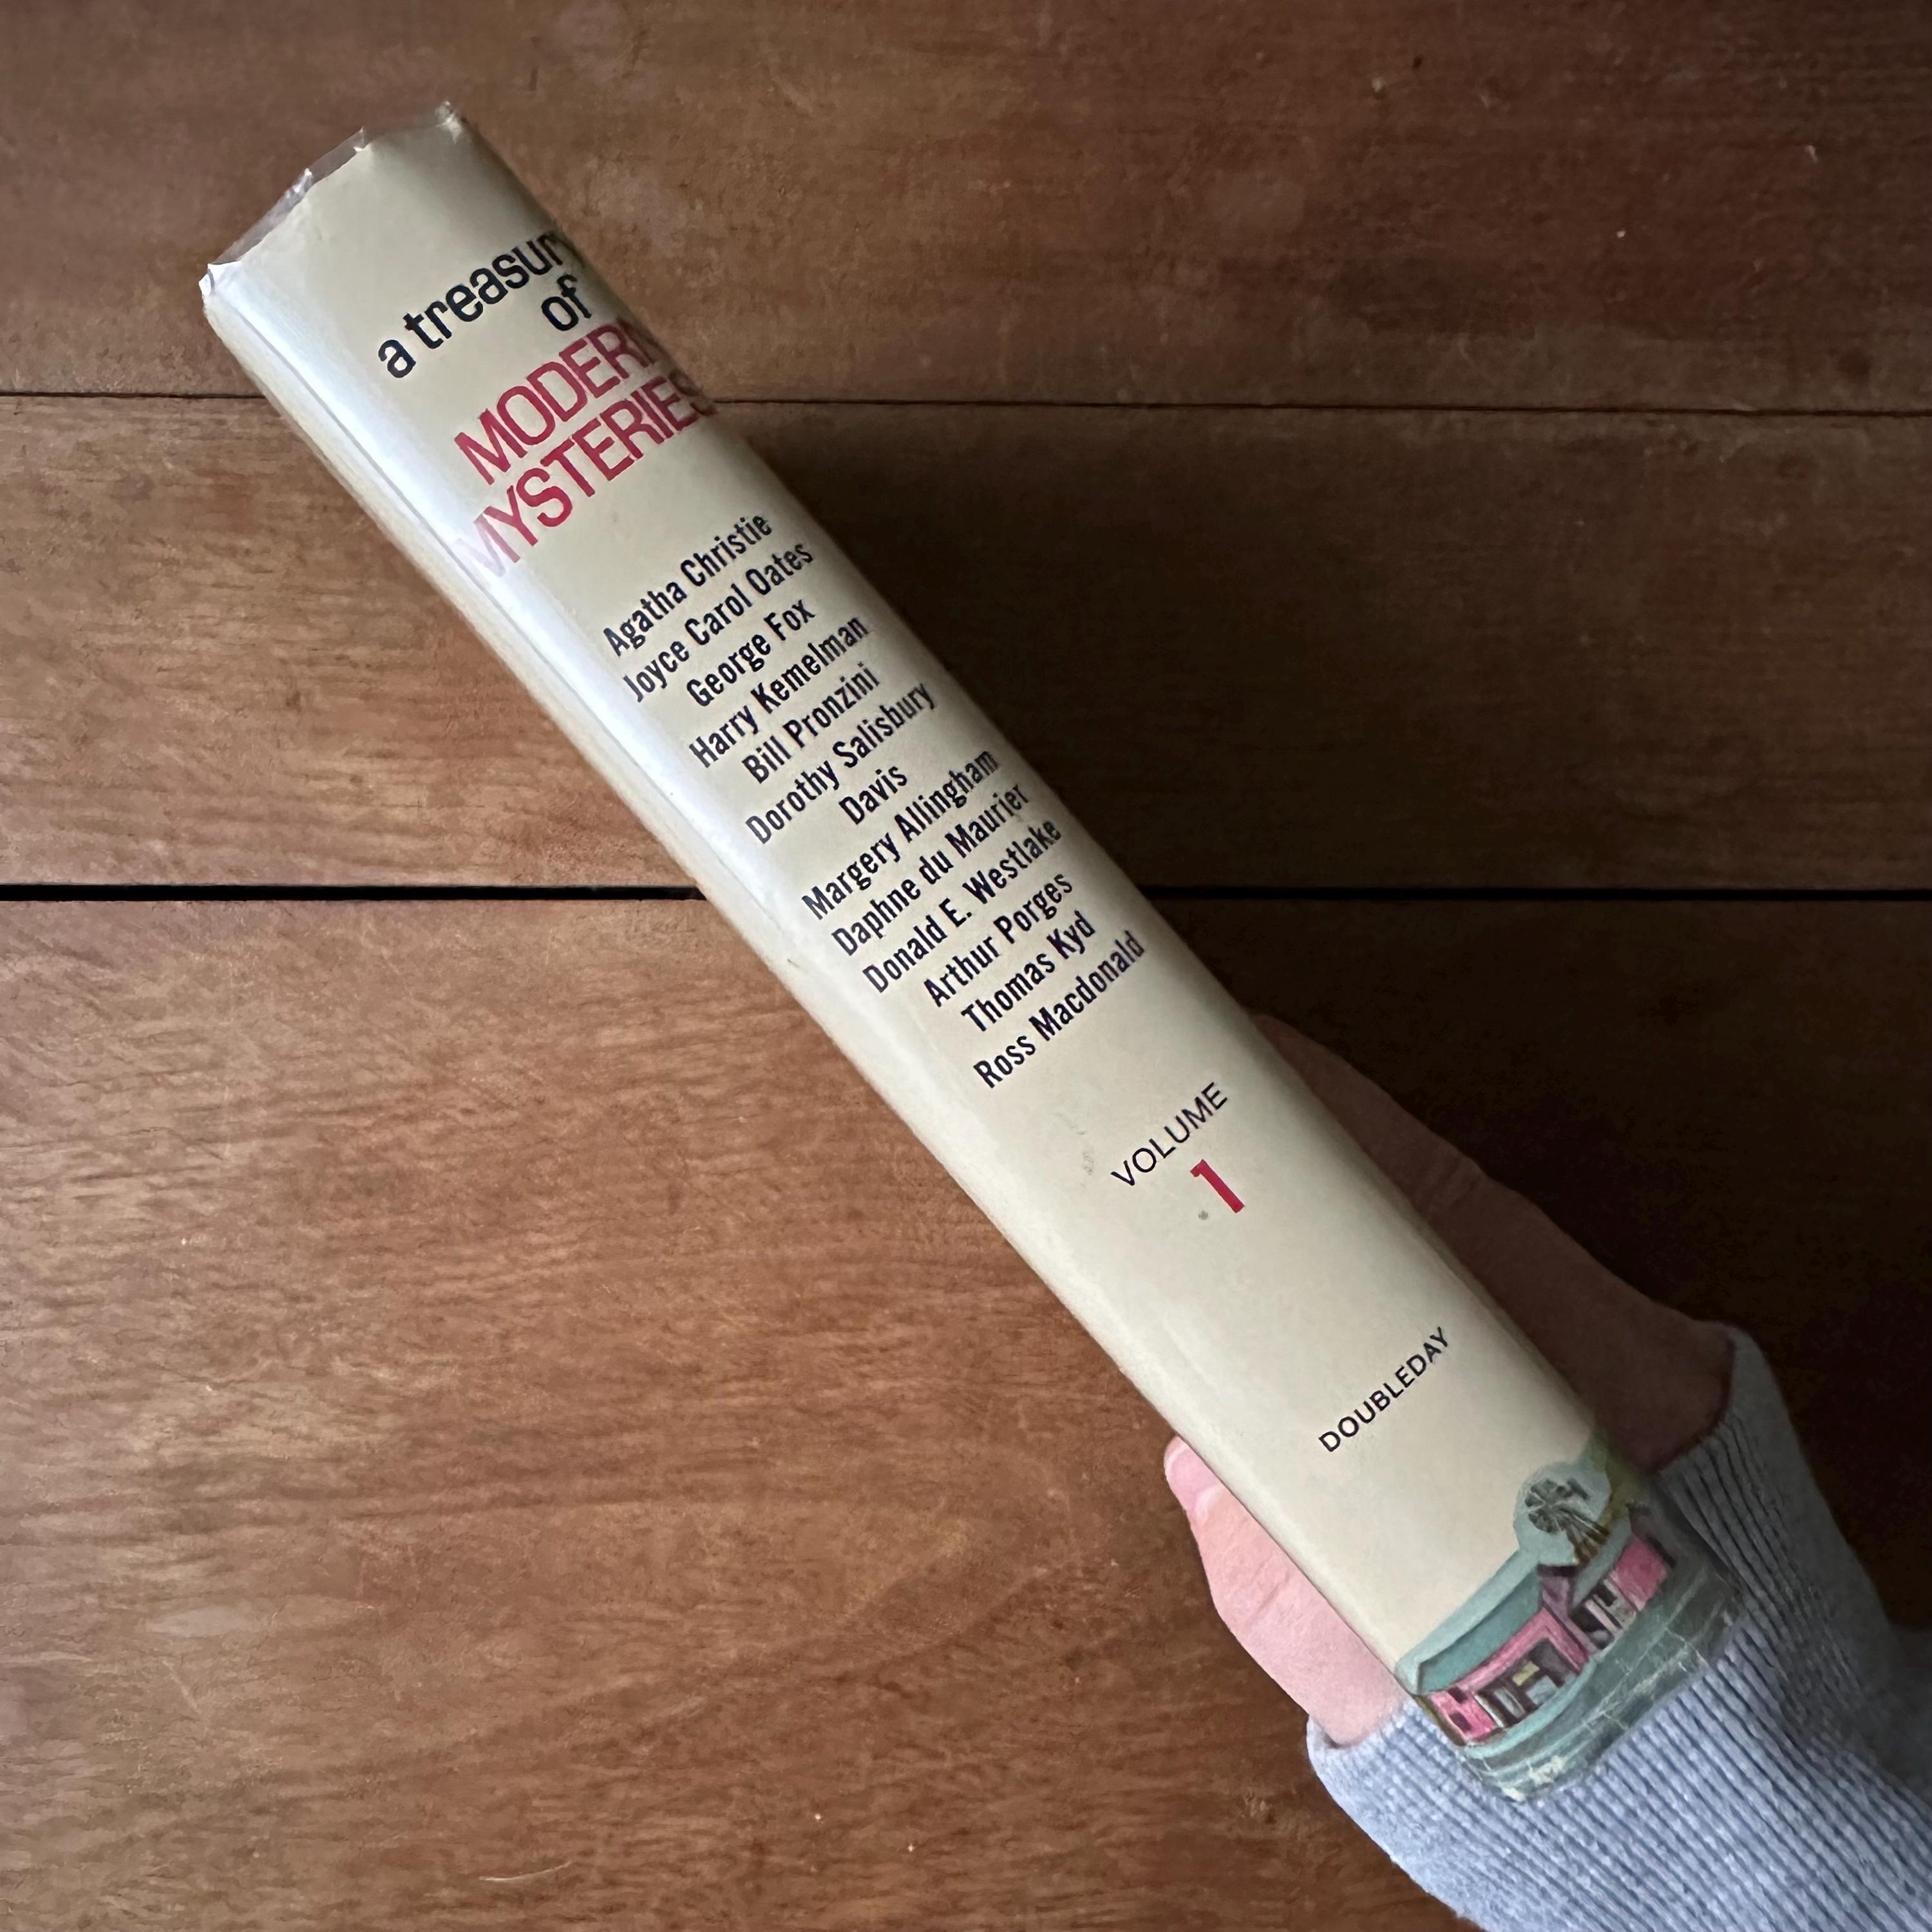 a treasury
of
MODERN
MYSTERIES
Agatha Christie
Joyce Carol Oates
George Fox
Harry Kemelman
Bill Pronzini
Dorothy Salisbury
Davis
Margery Allingham
Daphne du Maurier
Donald E. Westlake
Arthur Porges
Thomas Kyd
Ross Macdonald
VOLUME
1
DOUBLEDAY